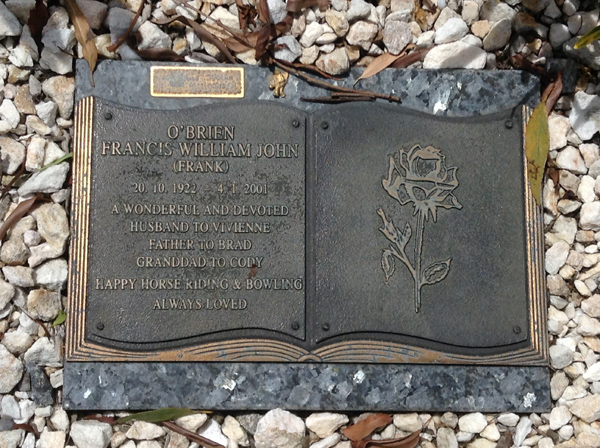 O'BRIEN
FRANCIS WILLIAM JOHN
(FRANK)
20. 10. 1922 - 4. 1. 2001
A WONDERFUL AND DEVOTED
HUSBAND TO VIVIENNE
FATHER TO BRAD
GRANDDAD TO CODY
HAPPY HORSE RIDING & BOWLING
ALWAYS LOVED